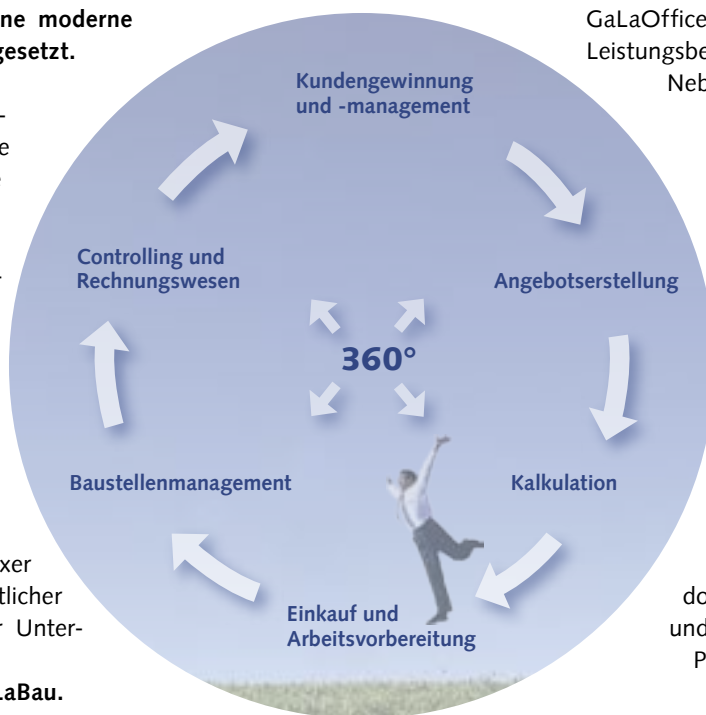 ne moderne
gesetzt.
e
xer
tlicher
r Unter-
LaBau.
Kundengewinnung
und -management
Angebotserstellung
Kalkulation
Einkauf und
Arbeitsvorbereitung
Baustellenmanagement
Controlling und
Rechnungswesen
360°
GaLaOffice
Leistungsbe
Neb
do
und
P